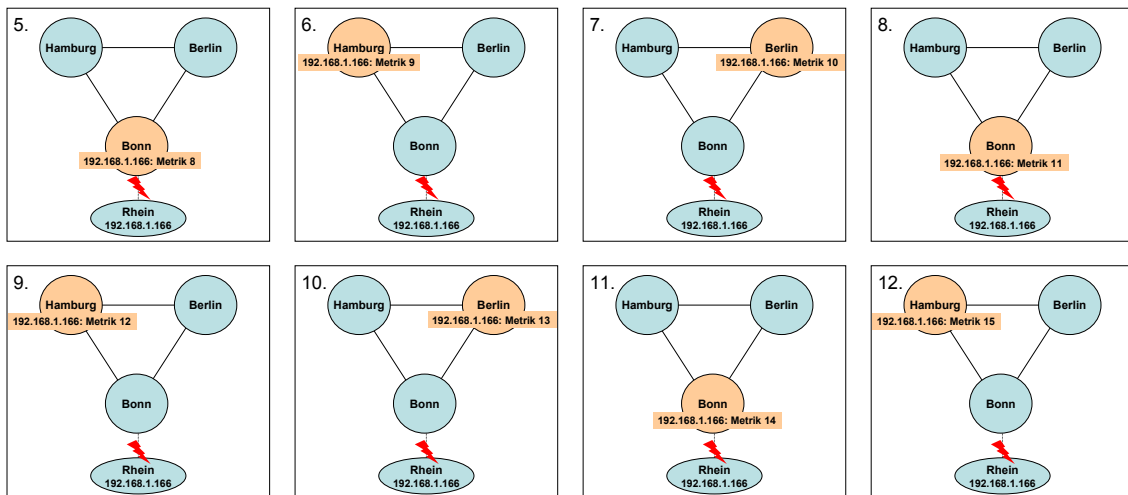 5.
Hamburg
Berlin
Bonn
192.168.1.166: Metrik 8
Rhein
192.168.1.166
6.
Hamburg
192.168.1.166: Metrik 9
Berlin
Bonn
Rhein
192.168.1.166
7.
Hamburg
Berlin
192.168.1.166: Metrik 10
Bonn
Rhein
192.168.1.166
8.
Hamburg
Berlin
Bonn
192.168.1.166: Metrik 11
Rhein
192.168.1.166
9.
Hamburg
192.168.1.166: Metrik 12
Berlin
Bonn
Rhein
192.168.1.166
10.
Hamburg
Berlin
192.168.1.166: Metrik 13
Bonn
Rhein
192.168.1.166
11.
Hamburg
Berlin
Bonn
192.168.1.166: Metrik 14
Rhein
192.168.1.166
12.
Hamburg
192.168.1.166: Metrik 15
Berlin
Bonn
Rhein
192.168.1.166